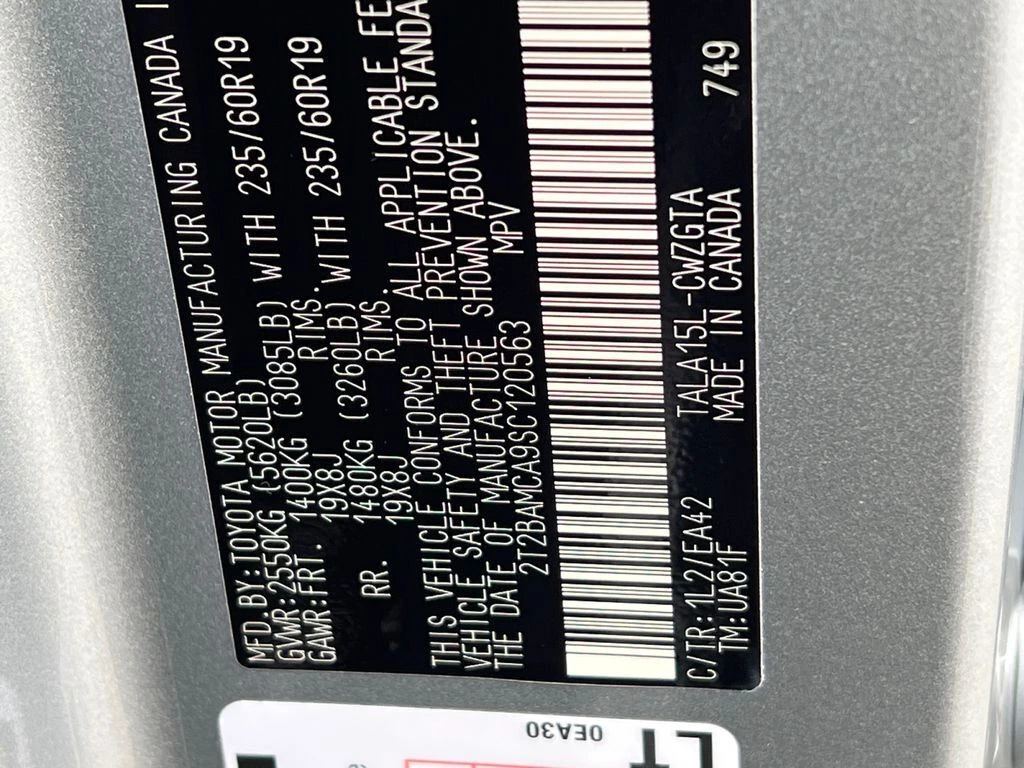 MFD.BY:TOYOTA MOTOR MANUFACTURING CANADA
GVWR:2550KG (5620LB)
GAWR:FRT. 1400KG (3085LB) WITH 235/60R19
19X8J RIMS.
RR. 1480KG (3260LB) WITH 235/60R19
19X8J RIMS.
THIS VEHICLE CONFORMS TO ALL APPLICABLE FE
VEHICLE SAFETY AND THEFT PREVENTION STANDA
THE DATE OF MANUFACTURE SHOWN ABOVE.
2T2BAMCA9SC120563 MPV
C/TR:1L2/EA42 TALA15L-CWZGTA 749
TM:UA81F MADE IN CANADA
0EA30